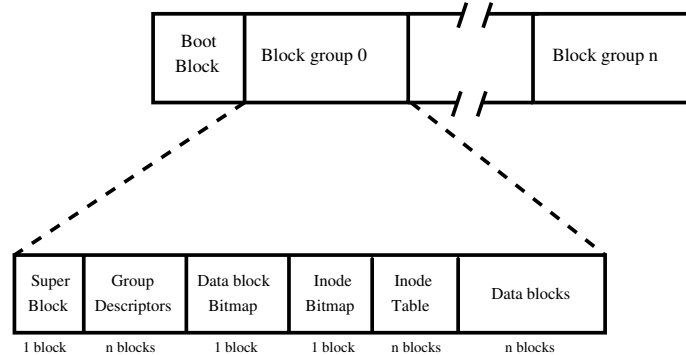 Boot
Block
Block group 0
Block group n
Super
Block
Group
Descriptors
Data block
Bitmap
Inode
Bitmap
Inode
Table
Data blocks
1 block
n blocks
1 block
1 block
n blocks
n blocks